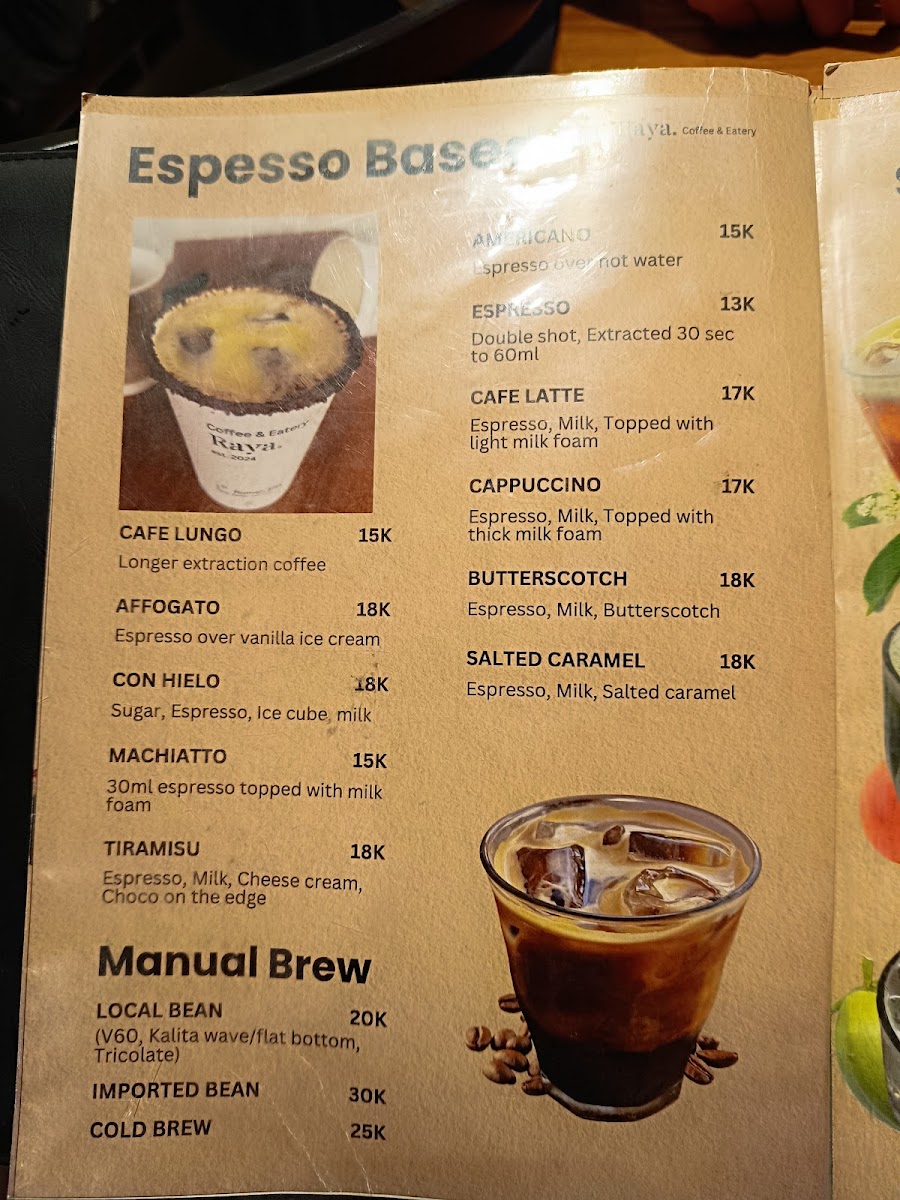 Raya. Coffee & Eatery
Espesso Based
Coffee & Eatery
Raya.
est. 2024
CAFE LUNGO 15K
Longer extraction coffee
AFFOGATO 18K
Espresso over vanilla ice cream
CON HIELO 18K
Sugar, Espresso, Ice cube, milk
MACHIATTO 15K
30ml espresso topped with milk
foam
TIRAMISU 18K
Espresso, Milk, Cheese cream,
Choco on the edge
Manual Brew
LOCAL BEAN 20K
(V60, Kalita wave/flat bottom,
Tricolate)
IMPORTED BEAN 30K
COLD BREW 25K
AMERICANO 15K
Espresso over hot water
ESPRESSO 13K
Double shot, Extracted 30 sec
to 60ml
CAFE LATTE 17K
Espresso, Milk, Topped with
light milk foam
CAPPUCCINO 17K
Espresso, Milk, Topped with
thick milk foam
BUTTERSCOTCH 18K
Espresso, Milk, Butterscotch
SALTED CARAMEL 18K
Espresso, Milk, Salted caramel